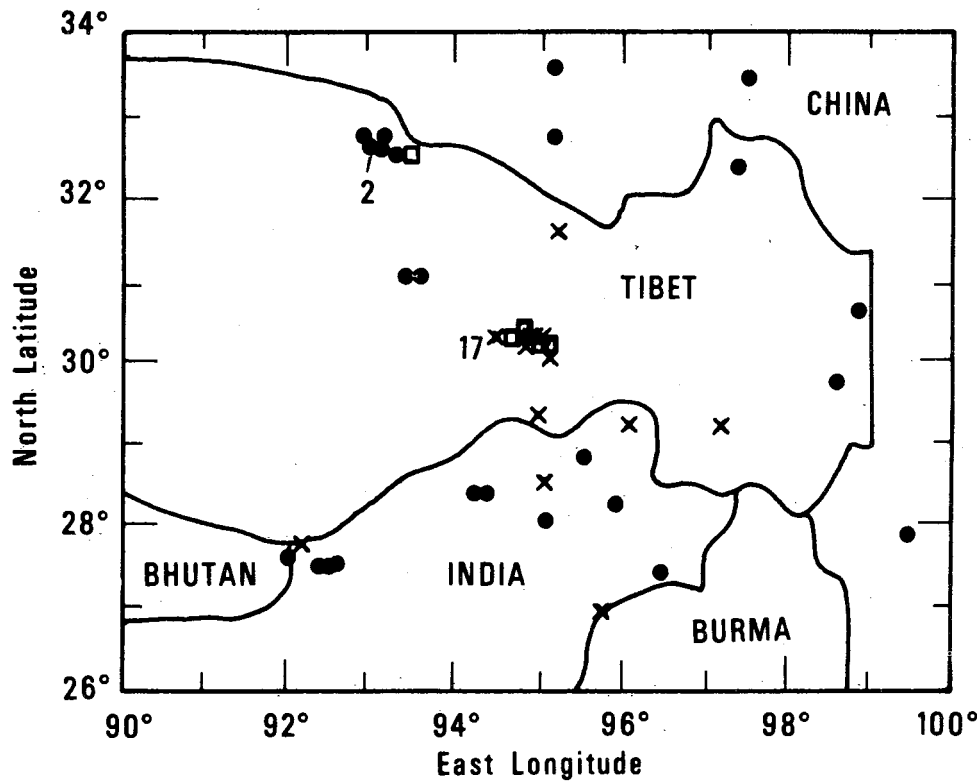 34°
32°
30°
28°
26°
North Latitude
CHINA
2
TIBET
17
BHUTAN
INDIA
BURMA
90°
92°
94°
96°
98°
100°
East Longitude